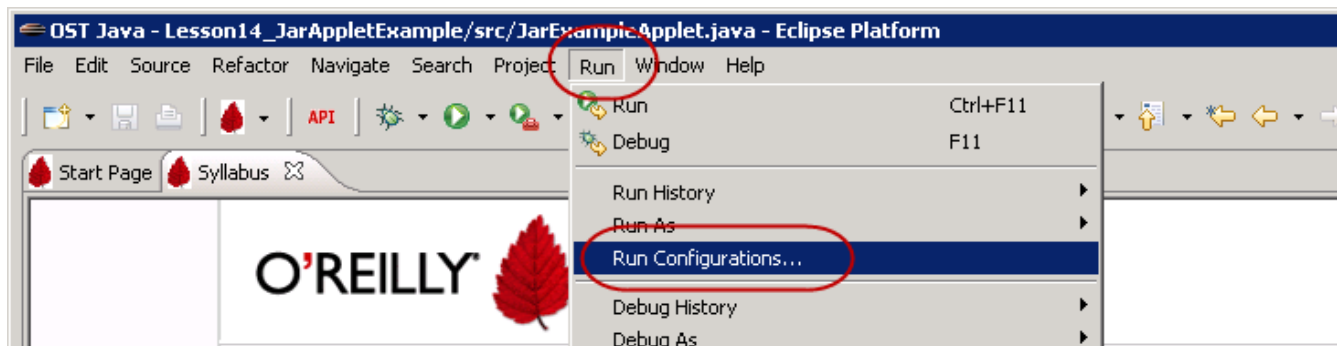 OST Java - Lesson14_JarAppletExample/src/JarExampleApplet.java - Eclipse Platform
File Edit Source Refactor Navigate Search Project Run Window Help
API
Run Ctrl+F11
Debug F11
Start Page Syllabus
Run History
Run As
Run Configurations...
O'REILLY
Debug History
Debug As